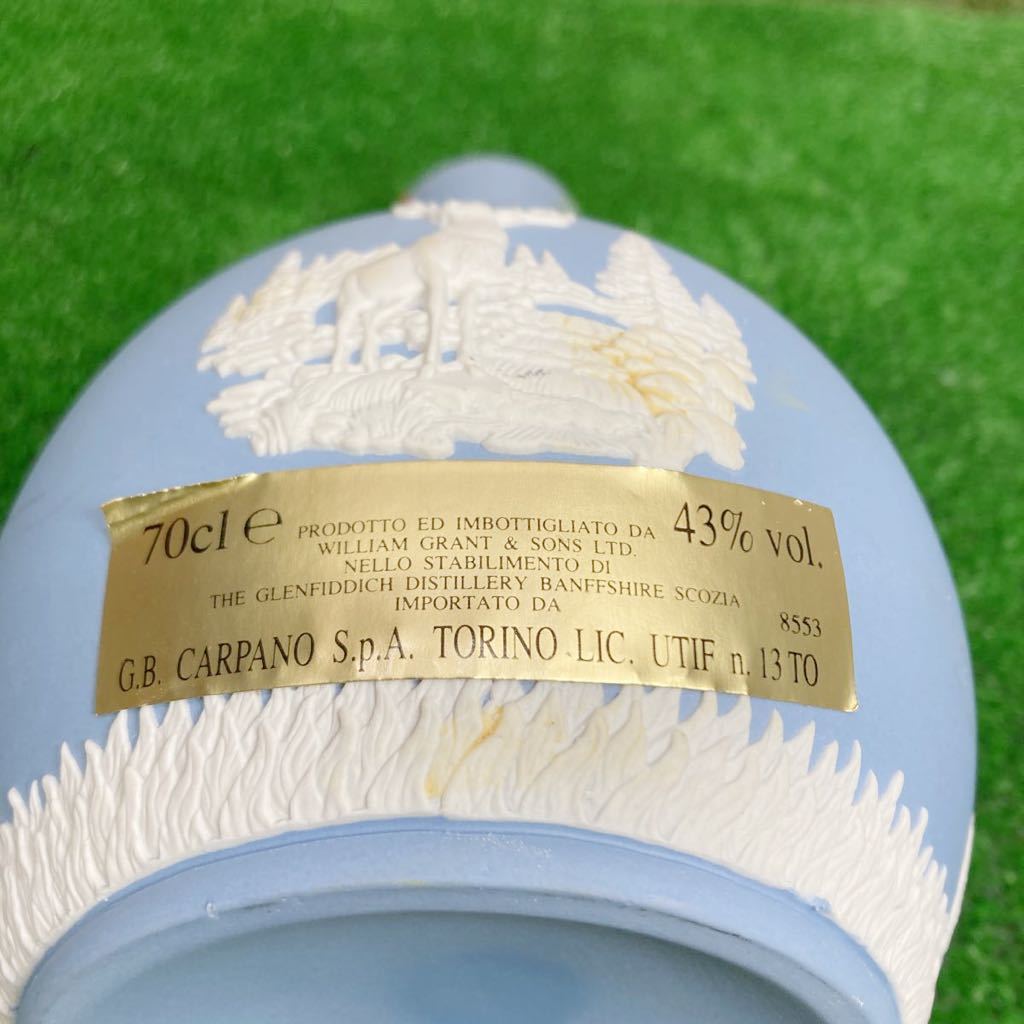 70cl ℮ PRODOTTO ED IMBOTTIGLIATO DA 43% vol.
WILLIAM GRANT & SONS LTD.
NELLO STABILIMENTO DI
THE GLENFIDDICH DISTILLERY BANFFSHIRE SCOZIA
IMPORTATO DA 8553
G.B. CARPANO S.p.A. TORINO LIC. UTIF n. 13 TO